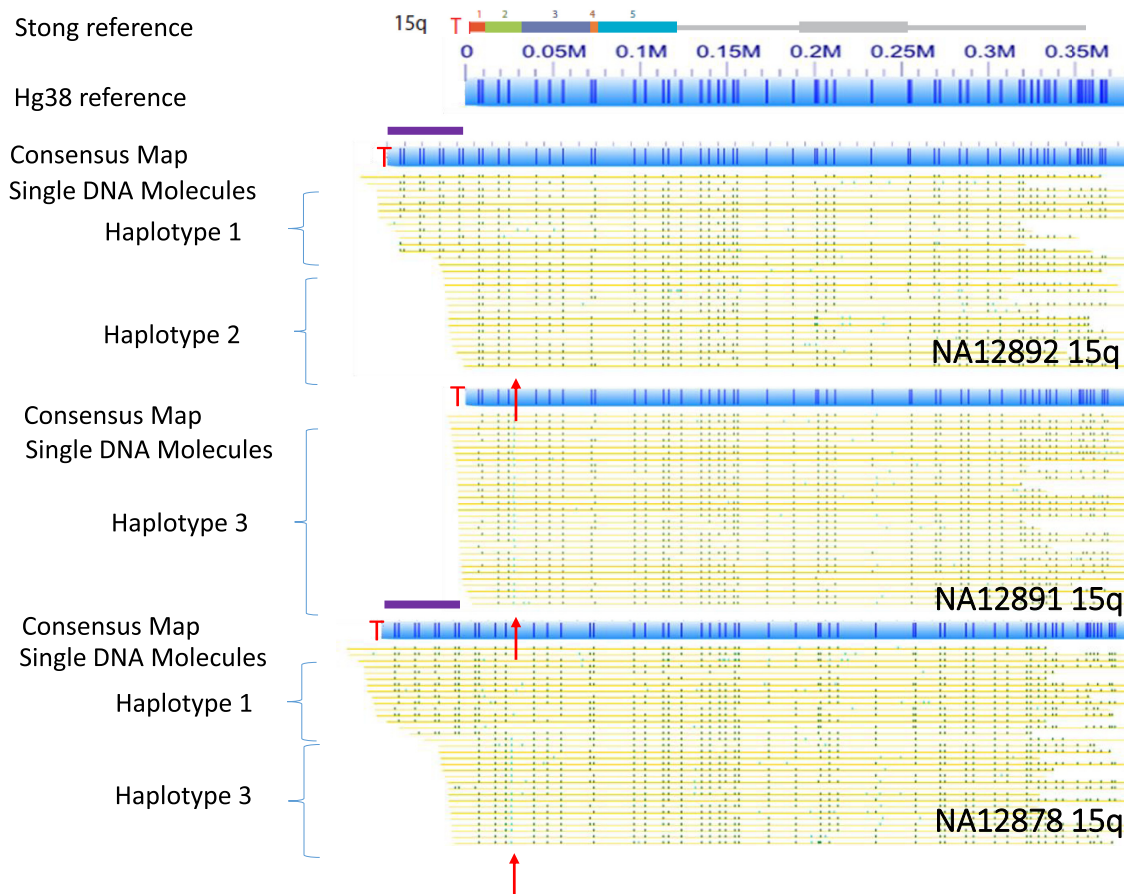 Stong reference
15q T 1 2 3 4 5
0 0.05M 0.1M 0.15M 0.2M 0.25M 0.3M 0.35M
Hg38 reference
Consensus Map T
Single DNA Molecules
Haplotype 1
Haplotype 2
NA12892 15q
T
Consensus Map
Single DNA Molecules
Haplotype 3
NA12891 15q
Consensus Map T
Single DNA Molecules
Haplotype 1
Haplotype 3
NA12878 15q